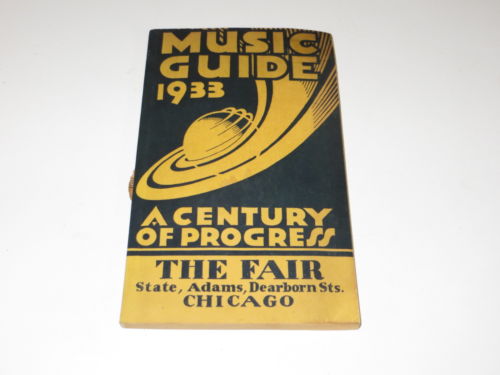 MUSIC
GUIDE
1933
A CENTURY
OF PROGRESS
THE FAIR
State, Adams, Dearborn Sts.
CHICAGO